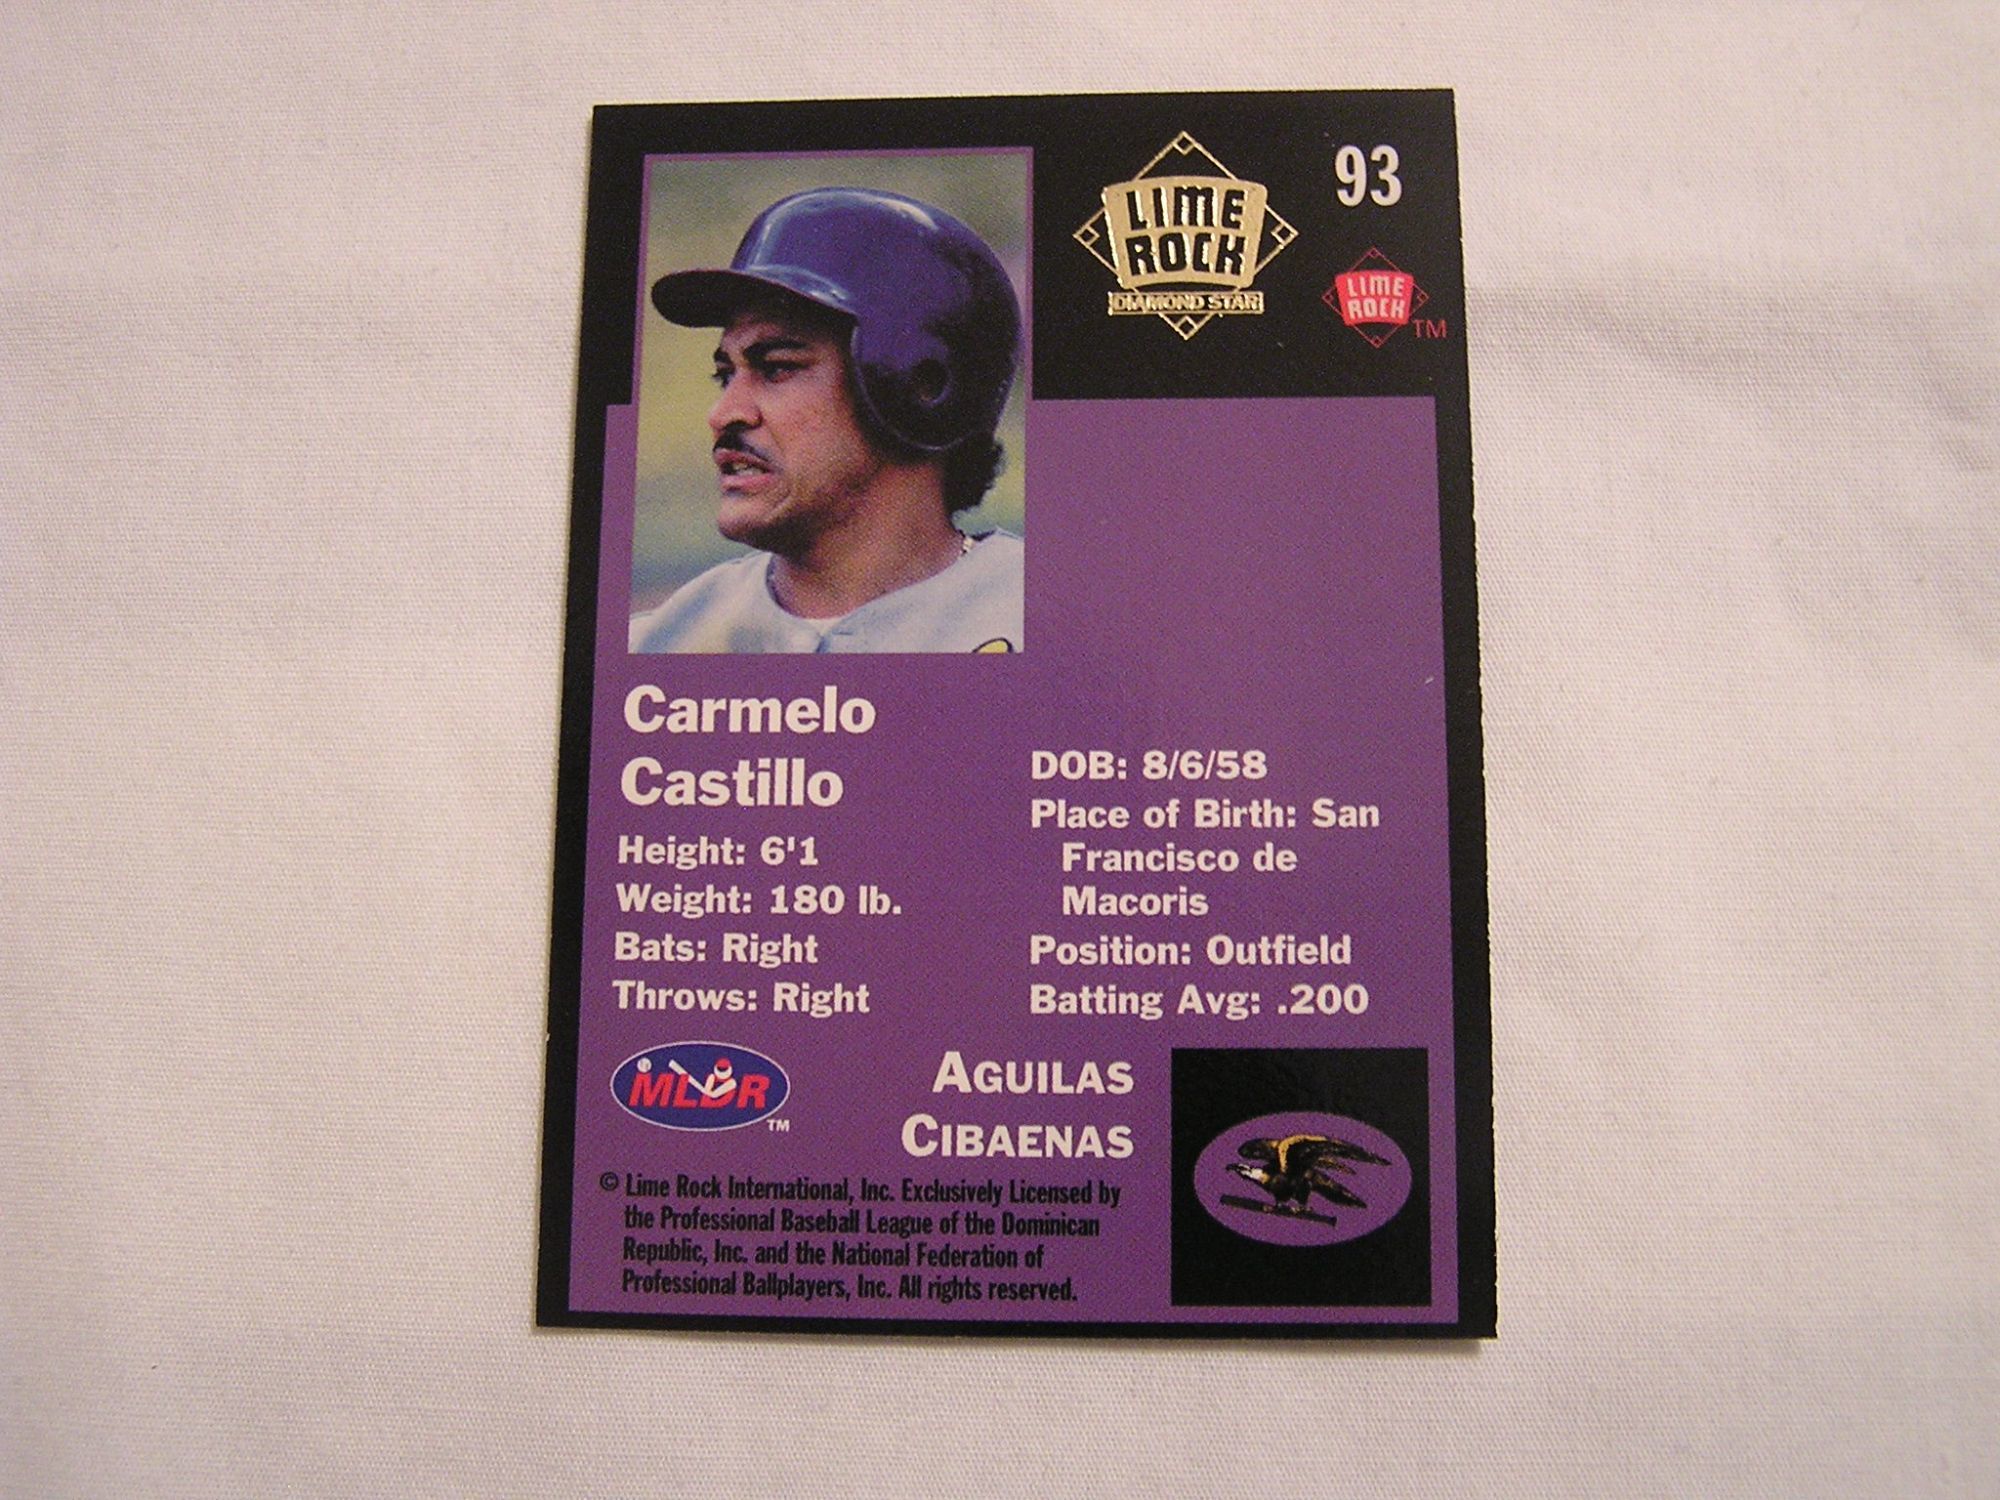 LIME
ROCK
DIAMOND STAR
93
LIME
ROCK
TM
Carmelo
Castillo
Height: 6'1
Weight: 180 lb.
Bats: Right
Throws: Right
DOB: 8/6/58
Place of Birth: San
Francisco de
Macoris
Position: Outfield
Batting Avg: .200
MLDR
TM
AGUILAS
CIBAENAS
© Lime Rock International, Inc. Exclusively Licensed by
the Professional Baseball League of the Dominican
Republic, Inc. and the National Federation of
Professional Ballplayers, Inc. All rights reserved.